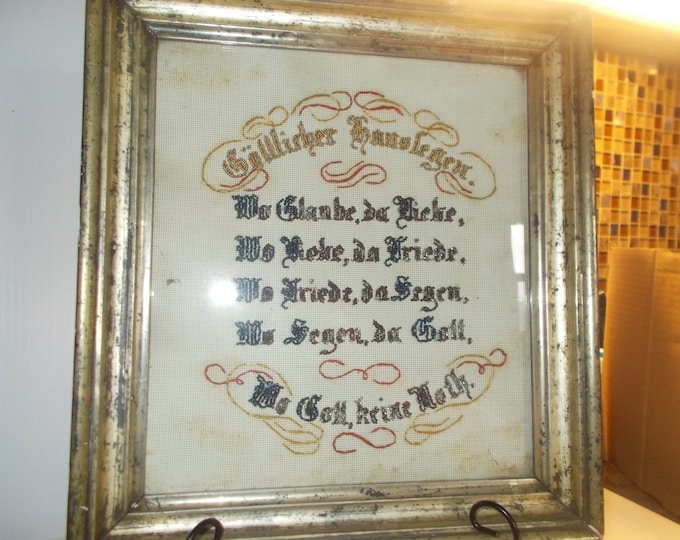 Göttlicher Haussegen.
Wo Glaube, da Liebe,
Wo Liebe, da Friede,
Wo Friede, da Segen,
Wo Segen, da Gott,
Wo Gott, keine Noth.